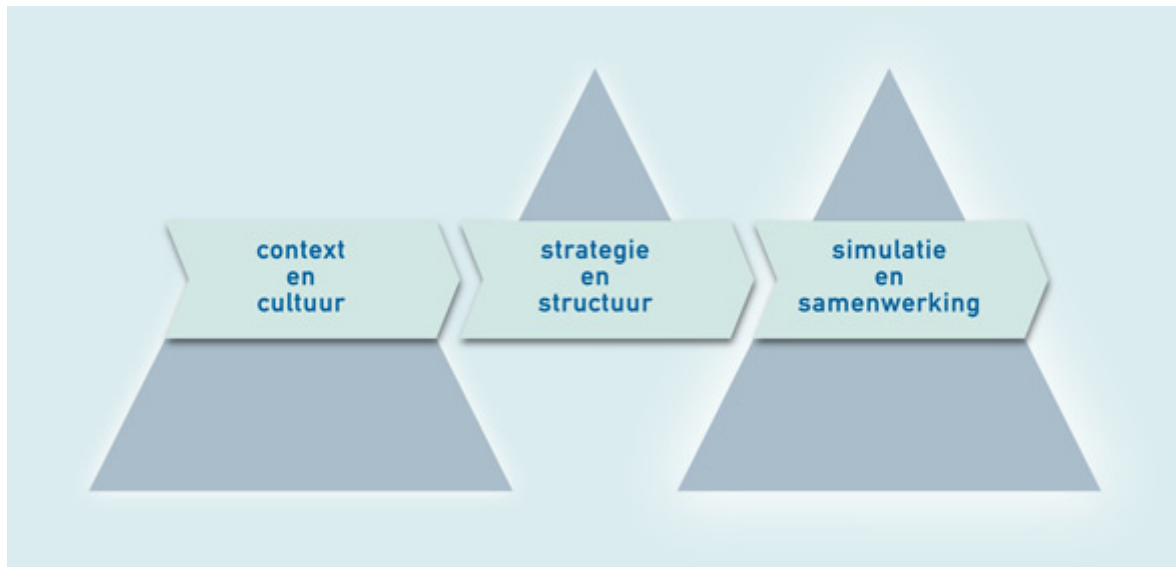 context
en
cultuur
strategie
en
structuur
simulatie
en
samenwerking